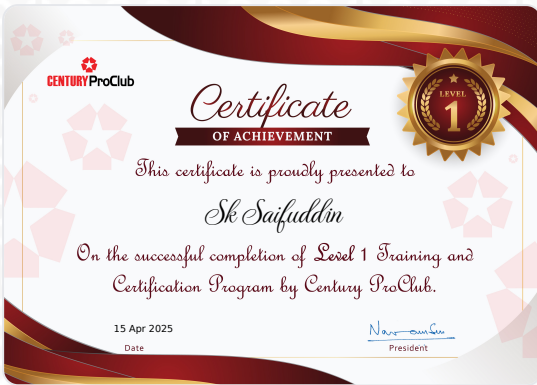 CENTURY ProClub
Certificate
OF ACHIEVEMENT
LEVEL
1
This certificate is proudly presented to
Sk Saifuddin
On the successful completion of Level 1 Training and
Certification Program by Century ProClub.
15 Apr 2025
Date
President